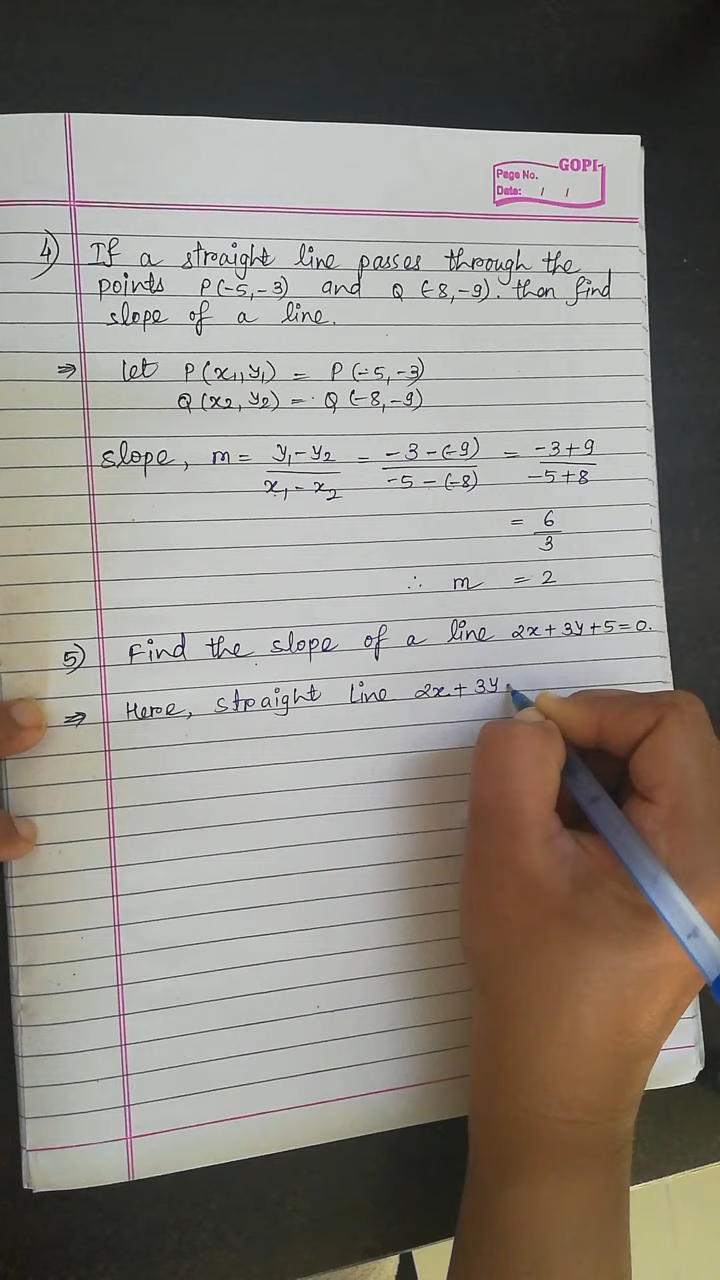 GOPI
Page No.
Date: / /
4) If a straight line passes through the
points P(-5,-3) and Q (-8,-9). then find
slope of a line.
⇒ let P(x₁,y₁) = P(-5,-3)
Q(x₂,y₂) = Q(-8,-9)
slope, m = y₁-y₂ / x₁-x₂ = -3-(-9) / -5-(-8) = -3+9 / -5+8
= 6 / 3
∴ m = 2
5) Find the slope of a line 2x+3y+5=0.
⇒ Here, straight line 2x+3y